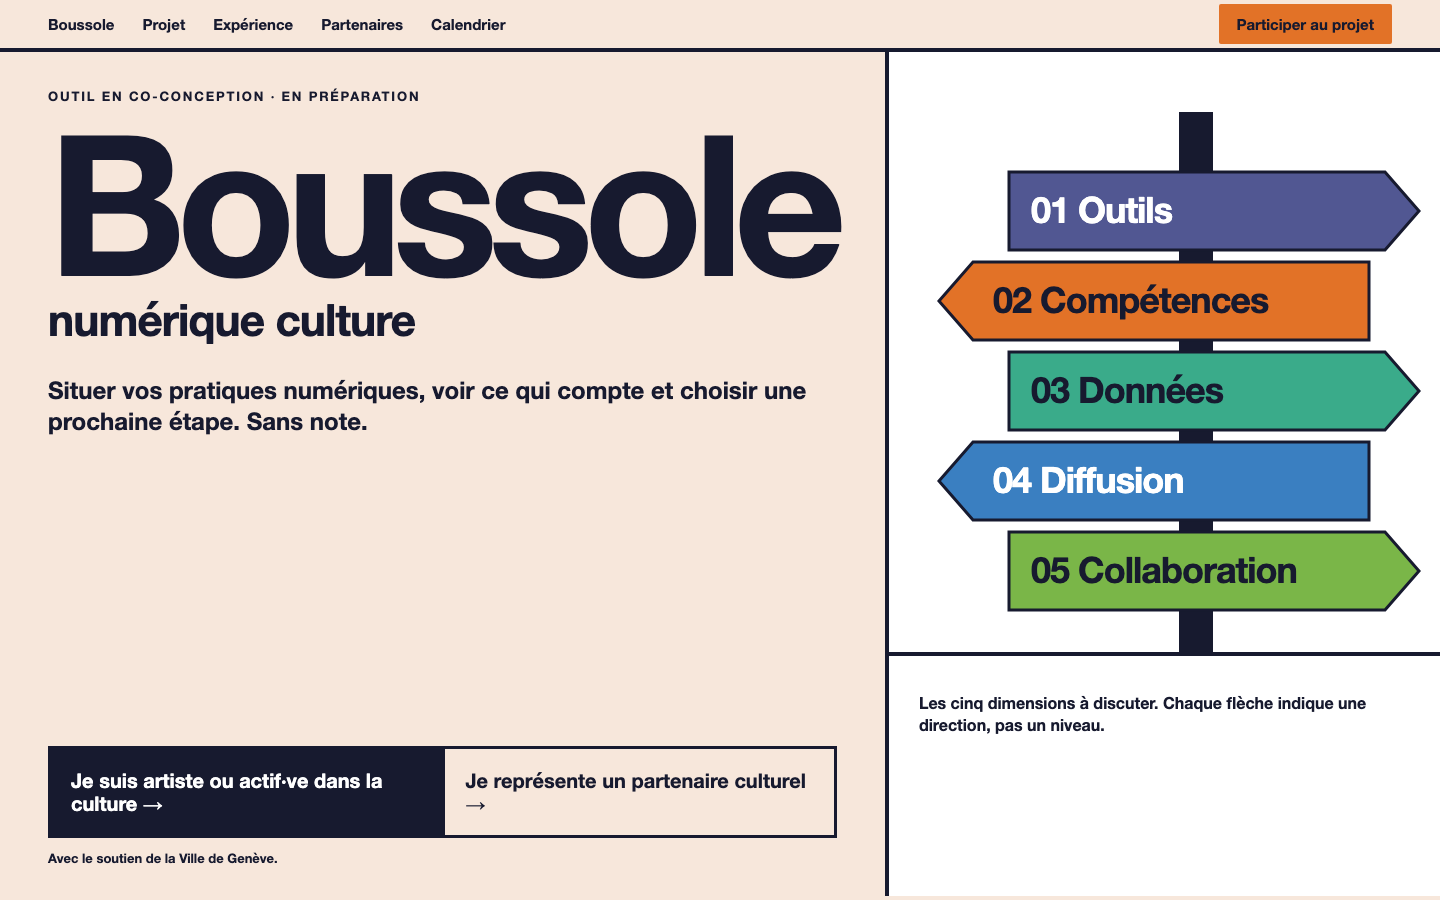 Boussole
Projet
Expérience
Partenaires
Calendrier
Participer au projet
OUTIL EN CO-CONCEPTION · EN PRÉPARATION
Boussole
numérique culture
Situer vos pratiques numériques, voir ce qui compte et choisir une
prochaine étape. Sans note.
Je suis artiste ou actif·ve dans la
culture →
Je représente un partenaire culturel
→
Avec le soutien de la Ville de Genève.
01 Outils
02 Compétences
03 Données
04 Diffusion
05 Collaboration
Les cinq dimensions à discuter. Chaque flèche indique une
direction, pas un niveau.